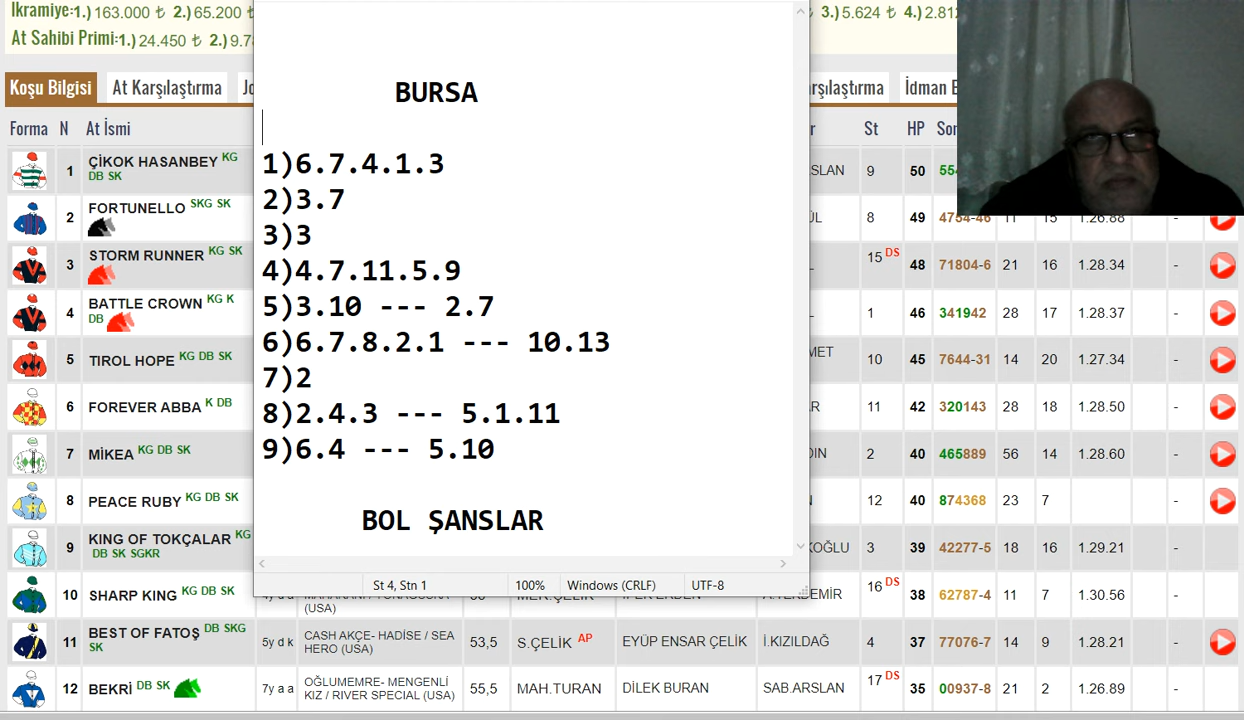 İkramiye:1.) 163.000 ₺ 2.) 65.200 ₺ 3.) 5.624 ₺ 4.) 2.812
At Sahibi Primi:1.) 24.450 ₺ 2.) 9.78
Koşu Bilgisi At Karşılaştırma İdman
Forma N At İsmi St HP Son
1 ÇİKOK HASANBEY KG DB SK 9 50
2 FORTUNELLO SKG SK 8 49 4754-46 11 15 1.26.88 -
3 STORM RUNNER KG SK 15 DS 48 71804-6 21 16 1.28.34 -
4 BATTLE CROWN KG K DB 1 46 341942 28 17 1.28.37 -
5 TIROL HOPE KG DB SK 10 45 7644-31 14 20 1.27.34 -
6 FOREVER ABBA K DB 11 42 320143 28 18 1.28.50 -
7 MİKEA KG DB SK 2 40 465889 56 14 1.28.60 -
8 PEACE RUBY KG DB SK 12 40 874368 23 7 -
9 KING OF TOKÇALAR KG DB SK SGKR 3 39 42277-5 18 16 1.29.21 -
10 SHARP KING KG DB SK (USA) 16 DS 38 62787-4 11 7 1.30.56 -
11 BEST OF FATOŞ DB SKG SK 5y d k CASH AKÇE- HADİSE / SEA HERO (USA) 53,5 S.ÇELİK AP EYÜP ENSAR ÇELİK İ.KIZILDAĞ 4 37 77076-7 14 9 1.28.21 -
12 BEKRİ DB SK 7y a a OĞLUMEMRE- MENGENLİ KIZ / RIVER SPECIAL (USA) 55,5 MAH.TURAN DİLEK BURAN SAB.ARSLAN 17 DS 35 00937-8 21 2 1.26.89 -
BURSA
1)6.7.4.1.3
2)3.7
3)3
4)4.7.11.5.9
5)3.10 --- 2.7
6)6.7.8.2.1 --- 10.13
7)2
8)2.4.3 --- 5.1.11
9)6.4 --- 5.10
BOL ŞANSLAR
St 4, Stn 1 100% Windows (CRLF) UTF-8